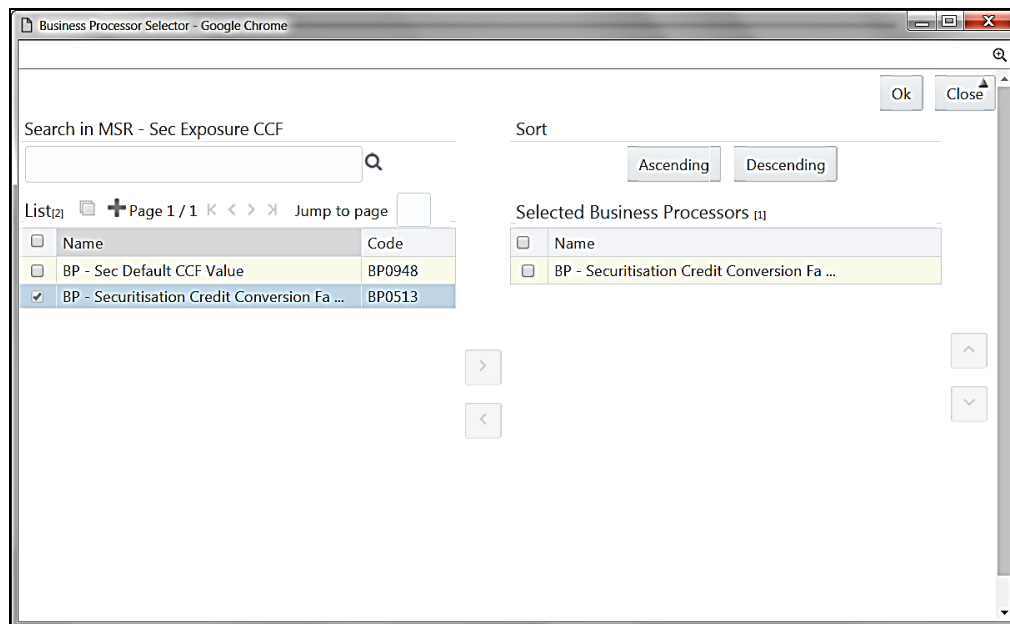 Business Processor Selector - Google Chrome
Ok Close
Search in MSR - Sec Exposure CCF
Sort
Ascending Descending
List[2] Page 1 / 1 Jump to page
Selected Business Processors [1]
Name Code
Name
BP - Sec Default CCF Value BP0948
BP - Securitisation Credit Conversion Fa ...
BP - Securitisation Credit Conversion Fa ... BP0513